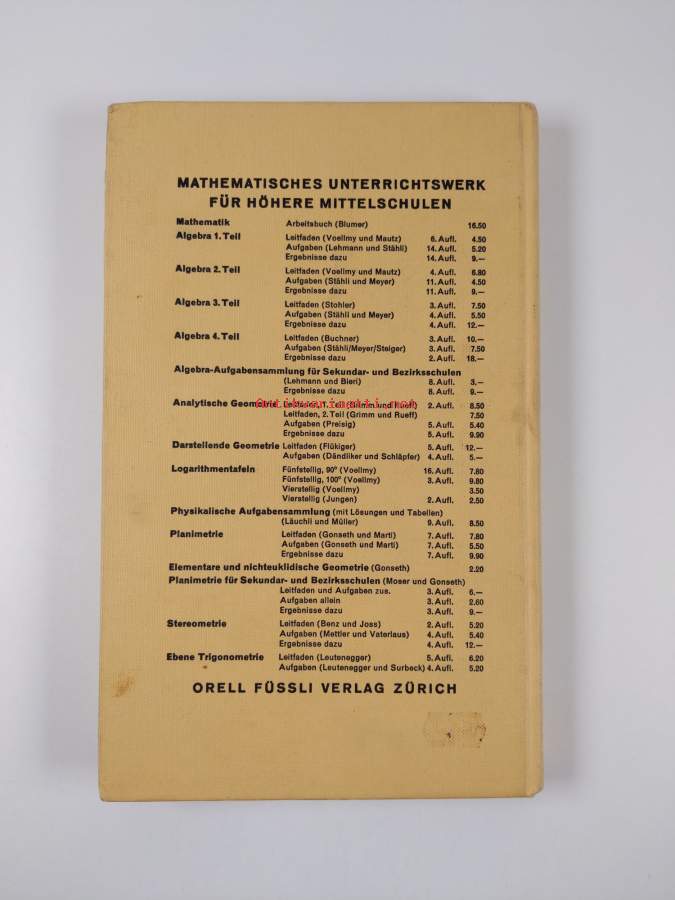 MATHEMATISCHES UNTERRICHTSWERK
FÜR HÖHERE MITTELSCHULEN
Mathematik Arbeitsbuch (Blumer) 16.50
Algebra 1. Teil Leitfaden (Voellmy und Mautz) 6. Aufl. 4.50
Aufgaben (Lehmann und Stähli) 14. Aufl. 5.20
Ergebnisse dazu 14. Aufl. 9.—
Algebra 2. Teil Leitfaden (Voellmy und Mautz) 4. Aufl. 6.80
Aufgaben (Stähli und Meyer) 11. Aufl. 4.50
Ergebnisse dazu 11. Aufl. 9.—
Algebra 3. Teil Leitfaden (Stohler) 3. Aufl. 7.50
Aufgaben (Stähli und Meyer) 4. Aufl. 5.50
Ergebnisse dazu 4. Aufl. 12.—
Algebra 4. Teil Leitfaden (Buchner) 3. Aufl. 10.—
Aufgaben (Stähli/Meyer/Steiger) 3. Aufl. 7.50
Ergebnisse dazu 2. Aufl. 18.—
Algebra-Aufgabensammlung für Sekundar- und Bezirksschulen
(Lehmann und Bieri) 8. Aufl. 3.—
Ergebnisse dazu 8. Aufl. 9.—
Analytische Geometrie Leitfaden, 1. Teil (Grimm und Rueff) 2. Aufl. 8.50
Antikvariaatti.net
Leitfaden, 2. Teil (Grimm und Rueff) 7.50
Aufgaben (Preisig) 5. Aufl. 5.40
Ergebnisse dazu 5. Aufl. 9.90
Darstellende Geometrie Leitfaden (Flükiger) 5. Aufl. 12.—
Aufgaben (Dändliker und Schläpfer) 4. Aufl. 5.—
Logarithmentafeln Fünfstellig, 90° (Voellmy) 16. Aufl. 7.80
Fünfstellig, 100° (Voellmy) 3. Aufl. 9.80
Vierstellig (Voellmy) 3.50
Vierstellig (Jungen) 2. Aufl. 2.50
Physikalische Aufgabensammlung (mit Lösungen und Tabellen)
(Läuchli und Müller) 9. Aufl. 8.50
Planimetrie Leitfaden (Gonseth und Marti) 7. Aufl. 7.80
Aufgaben (Gonseth und Marti) 7. Aufl. 5.50
Ergebnisse dazu 7. Aufl. 9.90
Elementare und nichteuklidische Geometrie (Gonseth) 2.20
Planimetrie für Sekundar- und Bezirksschulen (Moser und Gonseth)
Leitfaden und Aufgaben zus. 3. Aufl. 6.—
Aufgaben allein 3. Aufl. 2.60
Ergebnisse dazu 3. Aufl. 9.—
Stereometrie Leitfaden (Benz und Joss) 2. Aufl. 5.20
Aufgaben (Mettler und Vaterlaus) 4. Aufl. 5.40
Ergebnisse dazu 4. Aufl. 12.—
Ebene Trigonometrie Leitfaden (Leutenegger) 5. Aufl. 6.20
Aufgaben (Leutenegger und Surbeck) 4. Aufl. 5.20
ORELL FÜSSLI VERLAG ZÜRICH